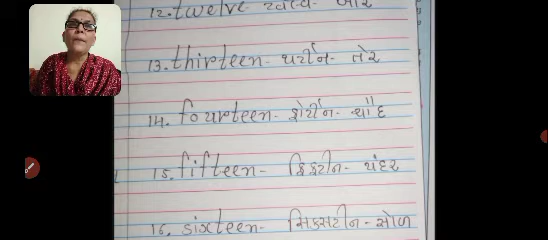 12. twelve -
13. thirteen - થર્ટીન - તેર
14. fourteen - ફોર્ટીન - ચૌદ
15. fifteen - ફિફ્ટીન - પંદર
16. sixteen - સિક્સટીન - સોળ